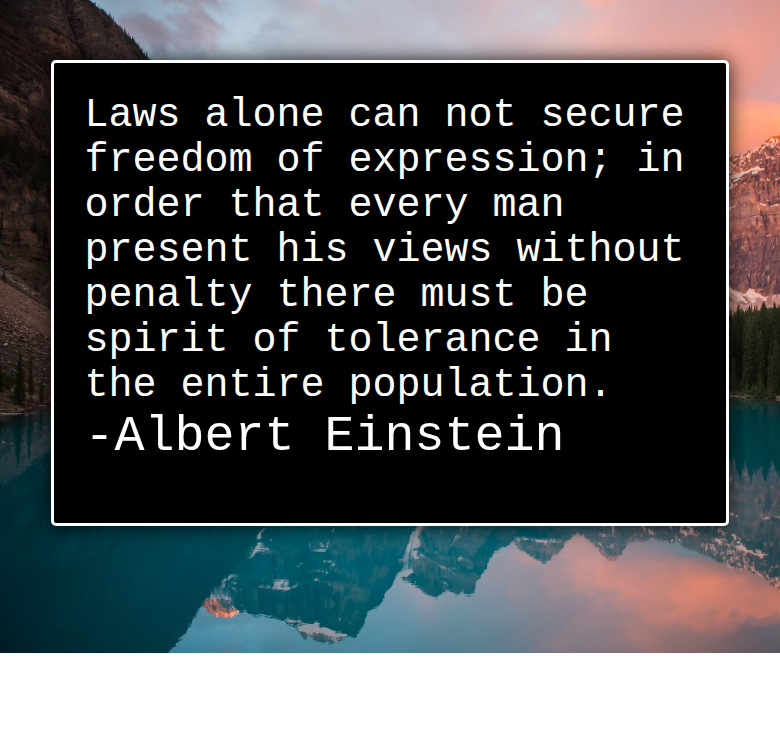 Laws alone can not secure
freedom of expression; in
order that every man
present his views without
penalty there must be
spirit of tolerance in
the entire population.
-Albert Einstein